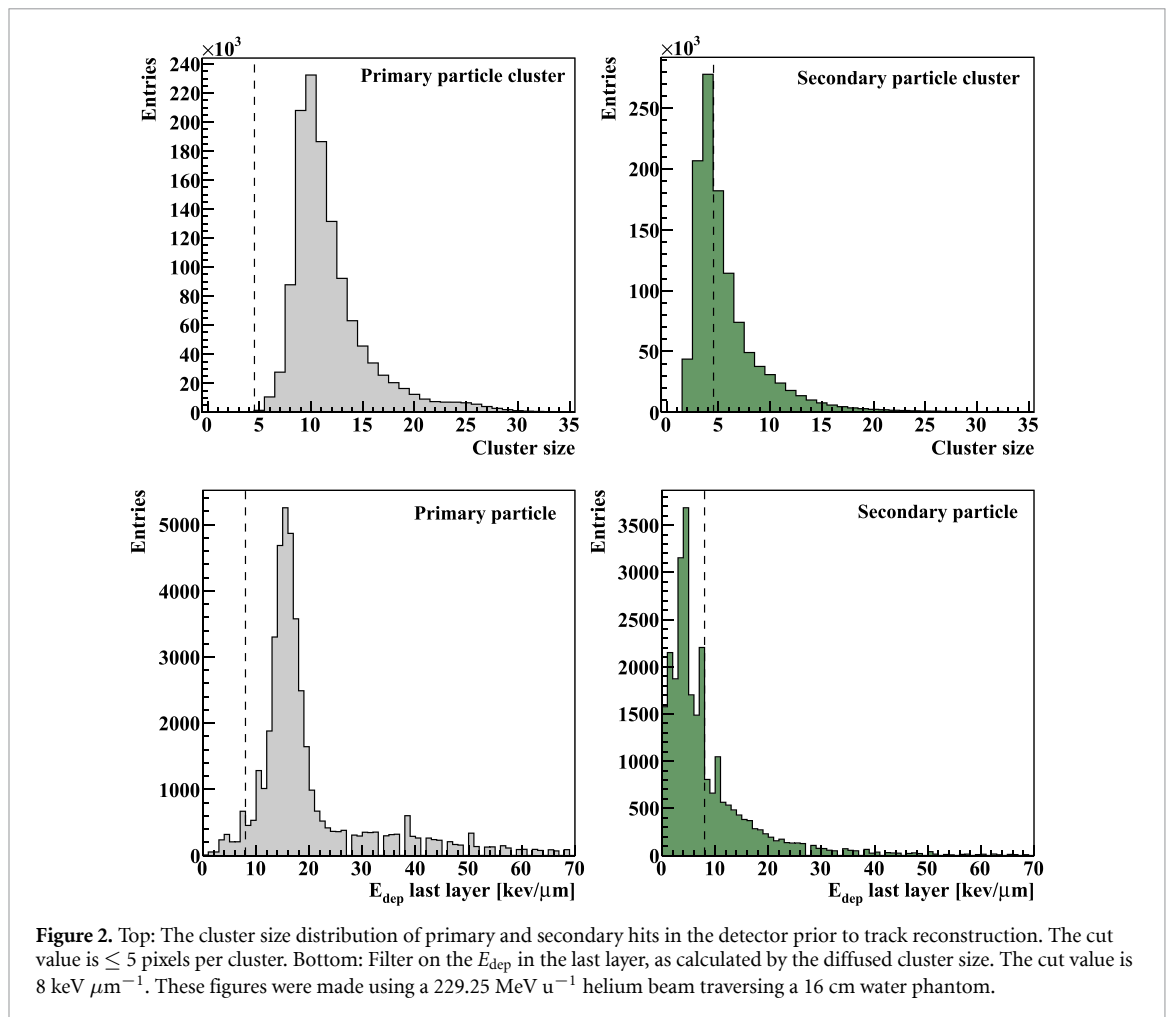 ×10³
Entries
Primary particle cluster
240
220
200
180
160
140
120
100
80
60
40
20
0
0 5 10 15 20 25 30 35
Cluster size
×10³
Entries
Secondary particle cluster
250
200
150
100
50
0
0 5 10 15 20 25 30 35
Cluster size
Entries
Primary particle
5000
4000
3000
2000
1000
0
0 10 20 30 40 50 60 70
E_dep last layer [kev/μm]
Entries
Secondary particle
3500
3000
2500
2000
1500
1000
500
0
0 10 20 30 40 50 60 70
E_dep last layer [kev/μm]
Figure 2. Top: The cluster size distribution of primary and secondary hits in the detector prior to track reconstruction. The cut
value is ≤ 5 pixels per cluster. Bottom: Filter on the E_dep in the last layer, as calculated by the diffused cluster size. The cut value is
8 keV μm⁻¹. These figures were made using a 229.25 MeV u⁻¹ helium beam traversing a 16 cm water phantom.